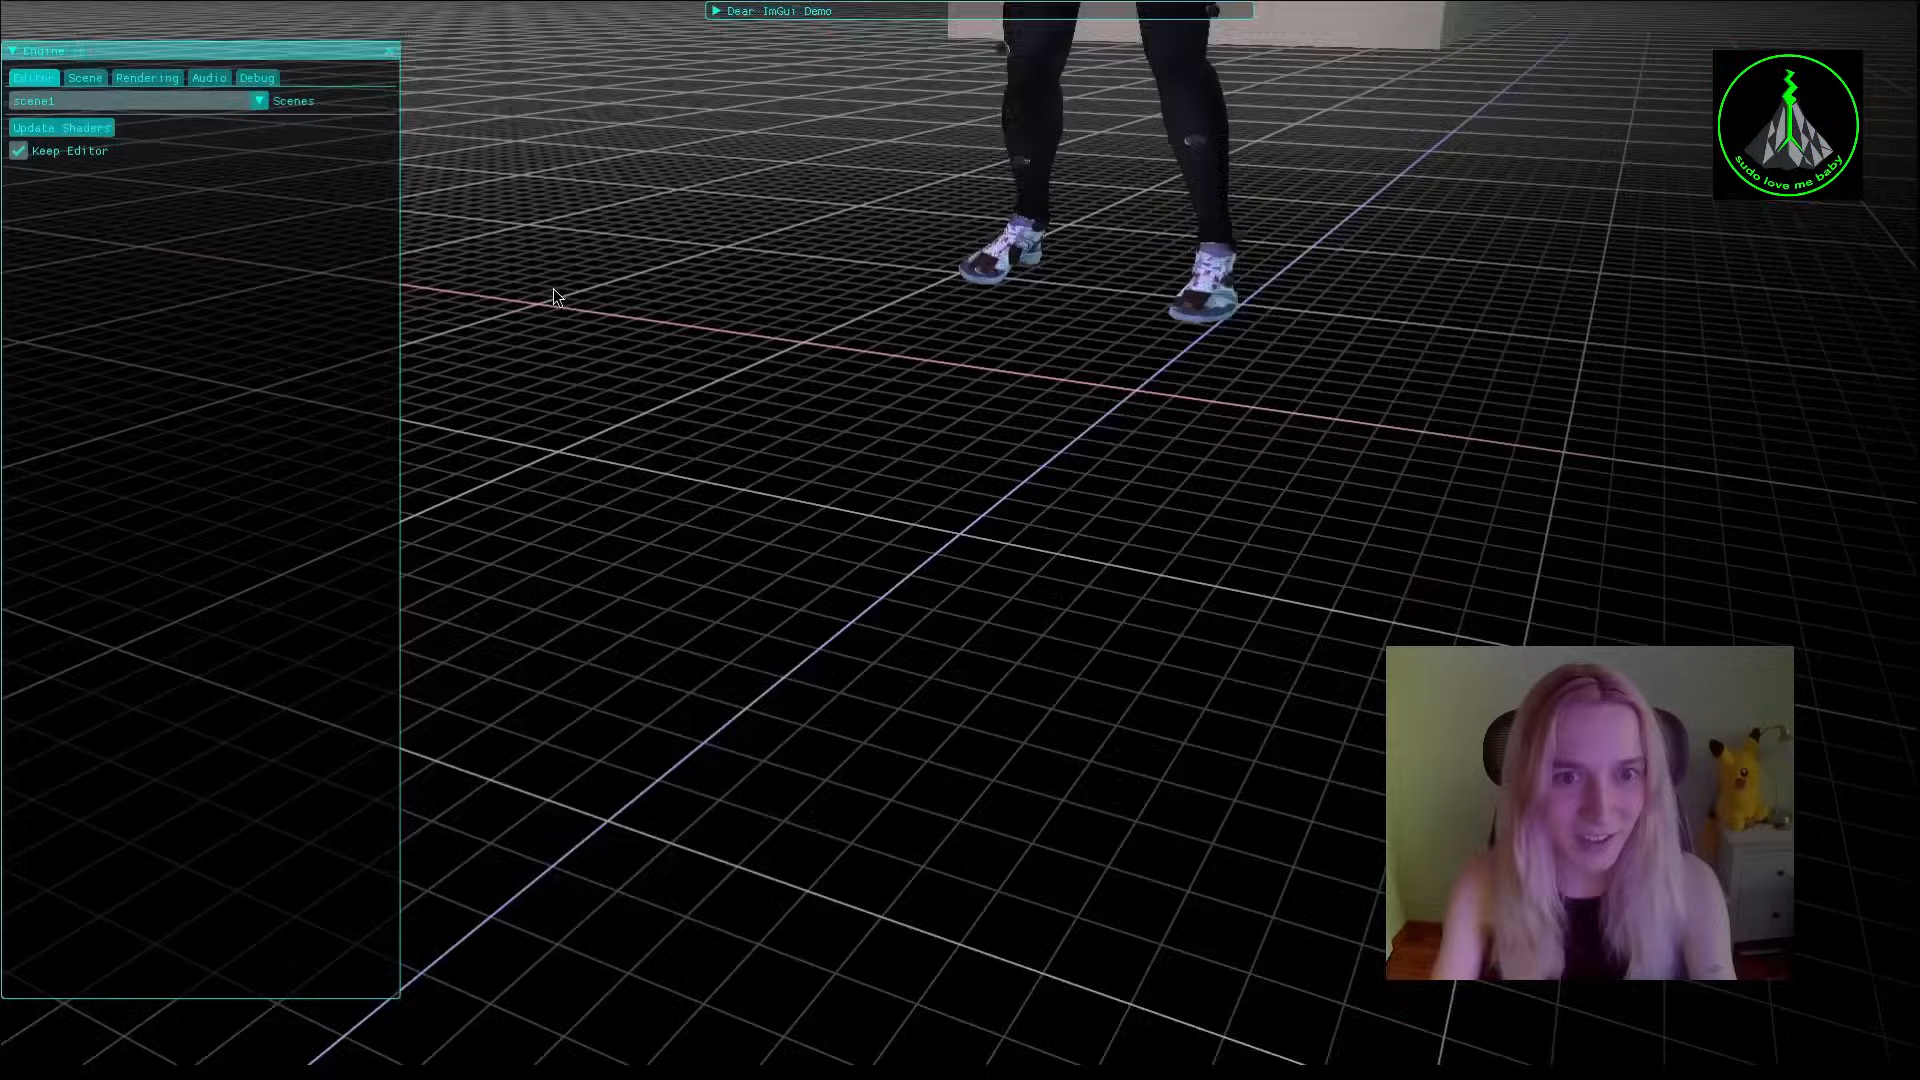 Dear ImGui Demo
Engine
Editor Scene Rendering Audio Debug
scene1 Scenes
Update Shaders
Keep Editor
sudo love me baby